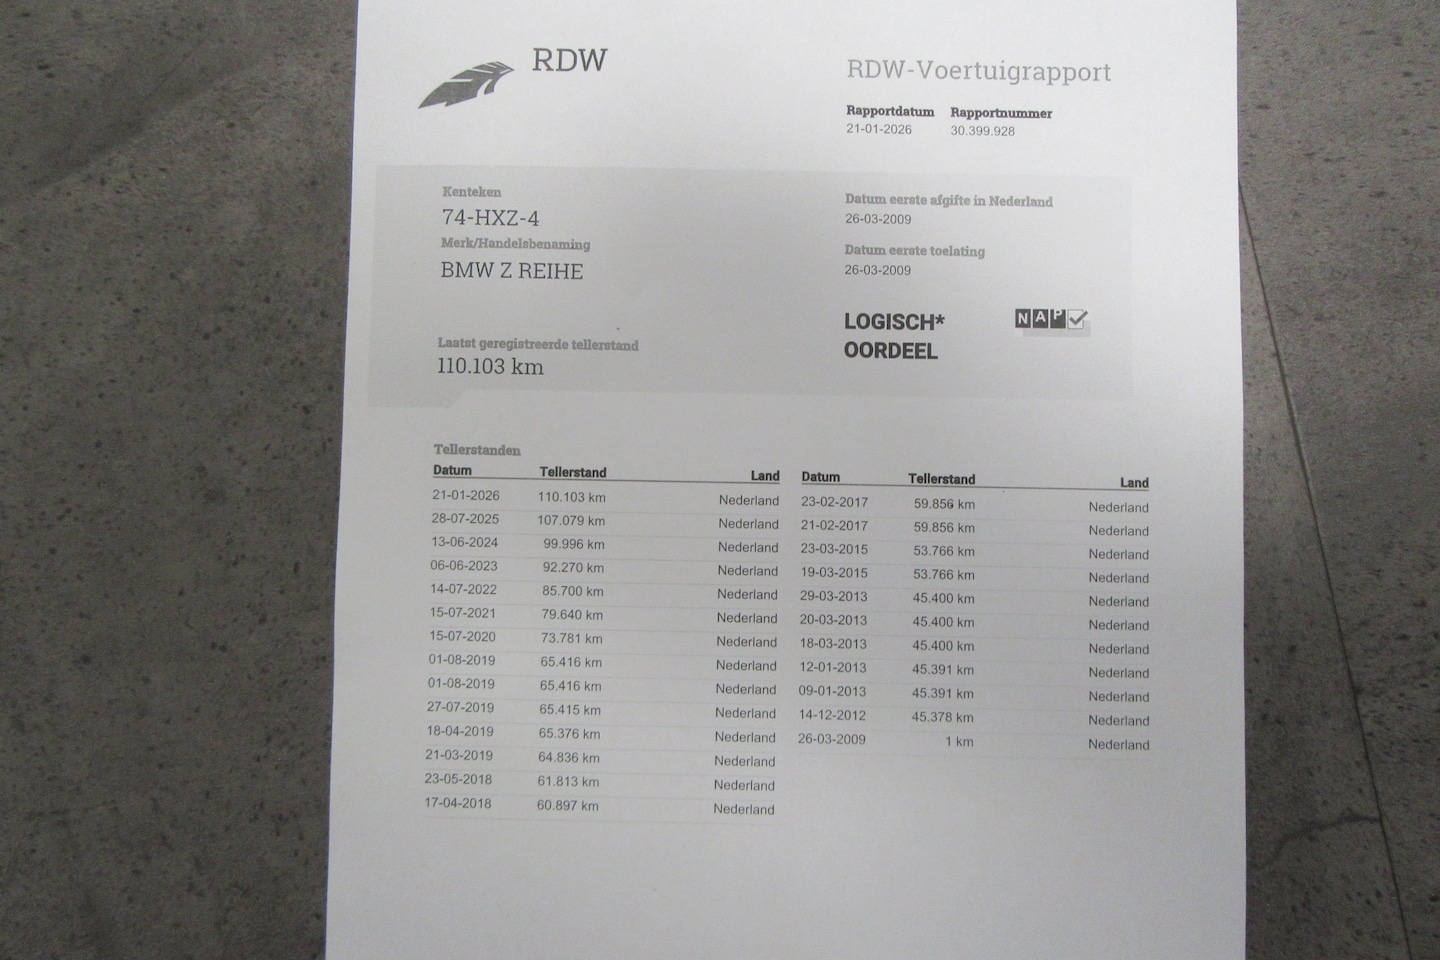 RDW
RDW-Voertuigrapport
Rapportdatum Rapportnummer
21-01-2026 30.399.928
Kenteken
74-HXZ-4
Merk/Handelsbenaming
BMW Z REIHE
Laatst geregistreerde tellerstand
110.103 km
Datum eerste afgifte in Nederland
26-03-2009
Datum eerste toelating
26-03-2009
LOGISCH*
OORDEEL
NAP
Tellerstanden
Datum Tellerstand Land
21-01-2026 110.103 km Nederland
28-07-2025 107.079 km Nederland
13-06-2024 99.996 km Nederland
06-06-2023 92.270 km Nederland
14-07-2022 85.700 km Nederland
15-07-2021 79.640 km Nederland
15-07-2020 73.781 km Nederland
01-08-2019 65.416 km Nederland
01-08-2019 65.416 km Nederland
27-07-2019 65.415 km Nederland
18-04-2019 65.376 km Nederland
21-03-2019 64.836 km Nederland
23-05-2018 61.813 km Nederland
17-04-2018 60.897 km Nederland
Datum Tellerstand Land
23-02-2017 59.856 km Nederland
21-02-2017 59.856 km Nederland
23-03-2015 53.766 km Nederland
19-03-2015 53.766 km Nederland
29-03-2013 45.400 km Nederland
20-03-2013 45.400 km Nederland
18-03-2013 45.400 km Nederland
12-01-2013 45.391 km Nederland
09-01-2013 45.391 km Nederland
14-12-2012 45.378 km Nederland
26-03-2009 1 km Nederland